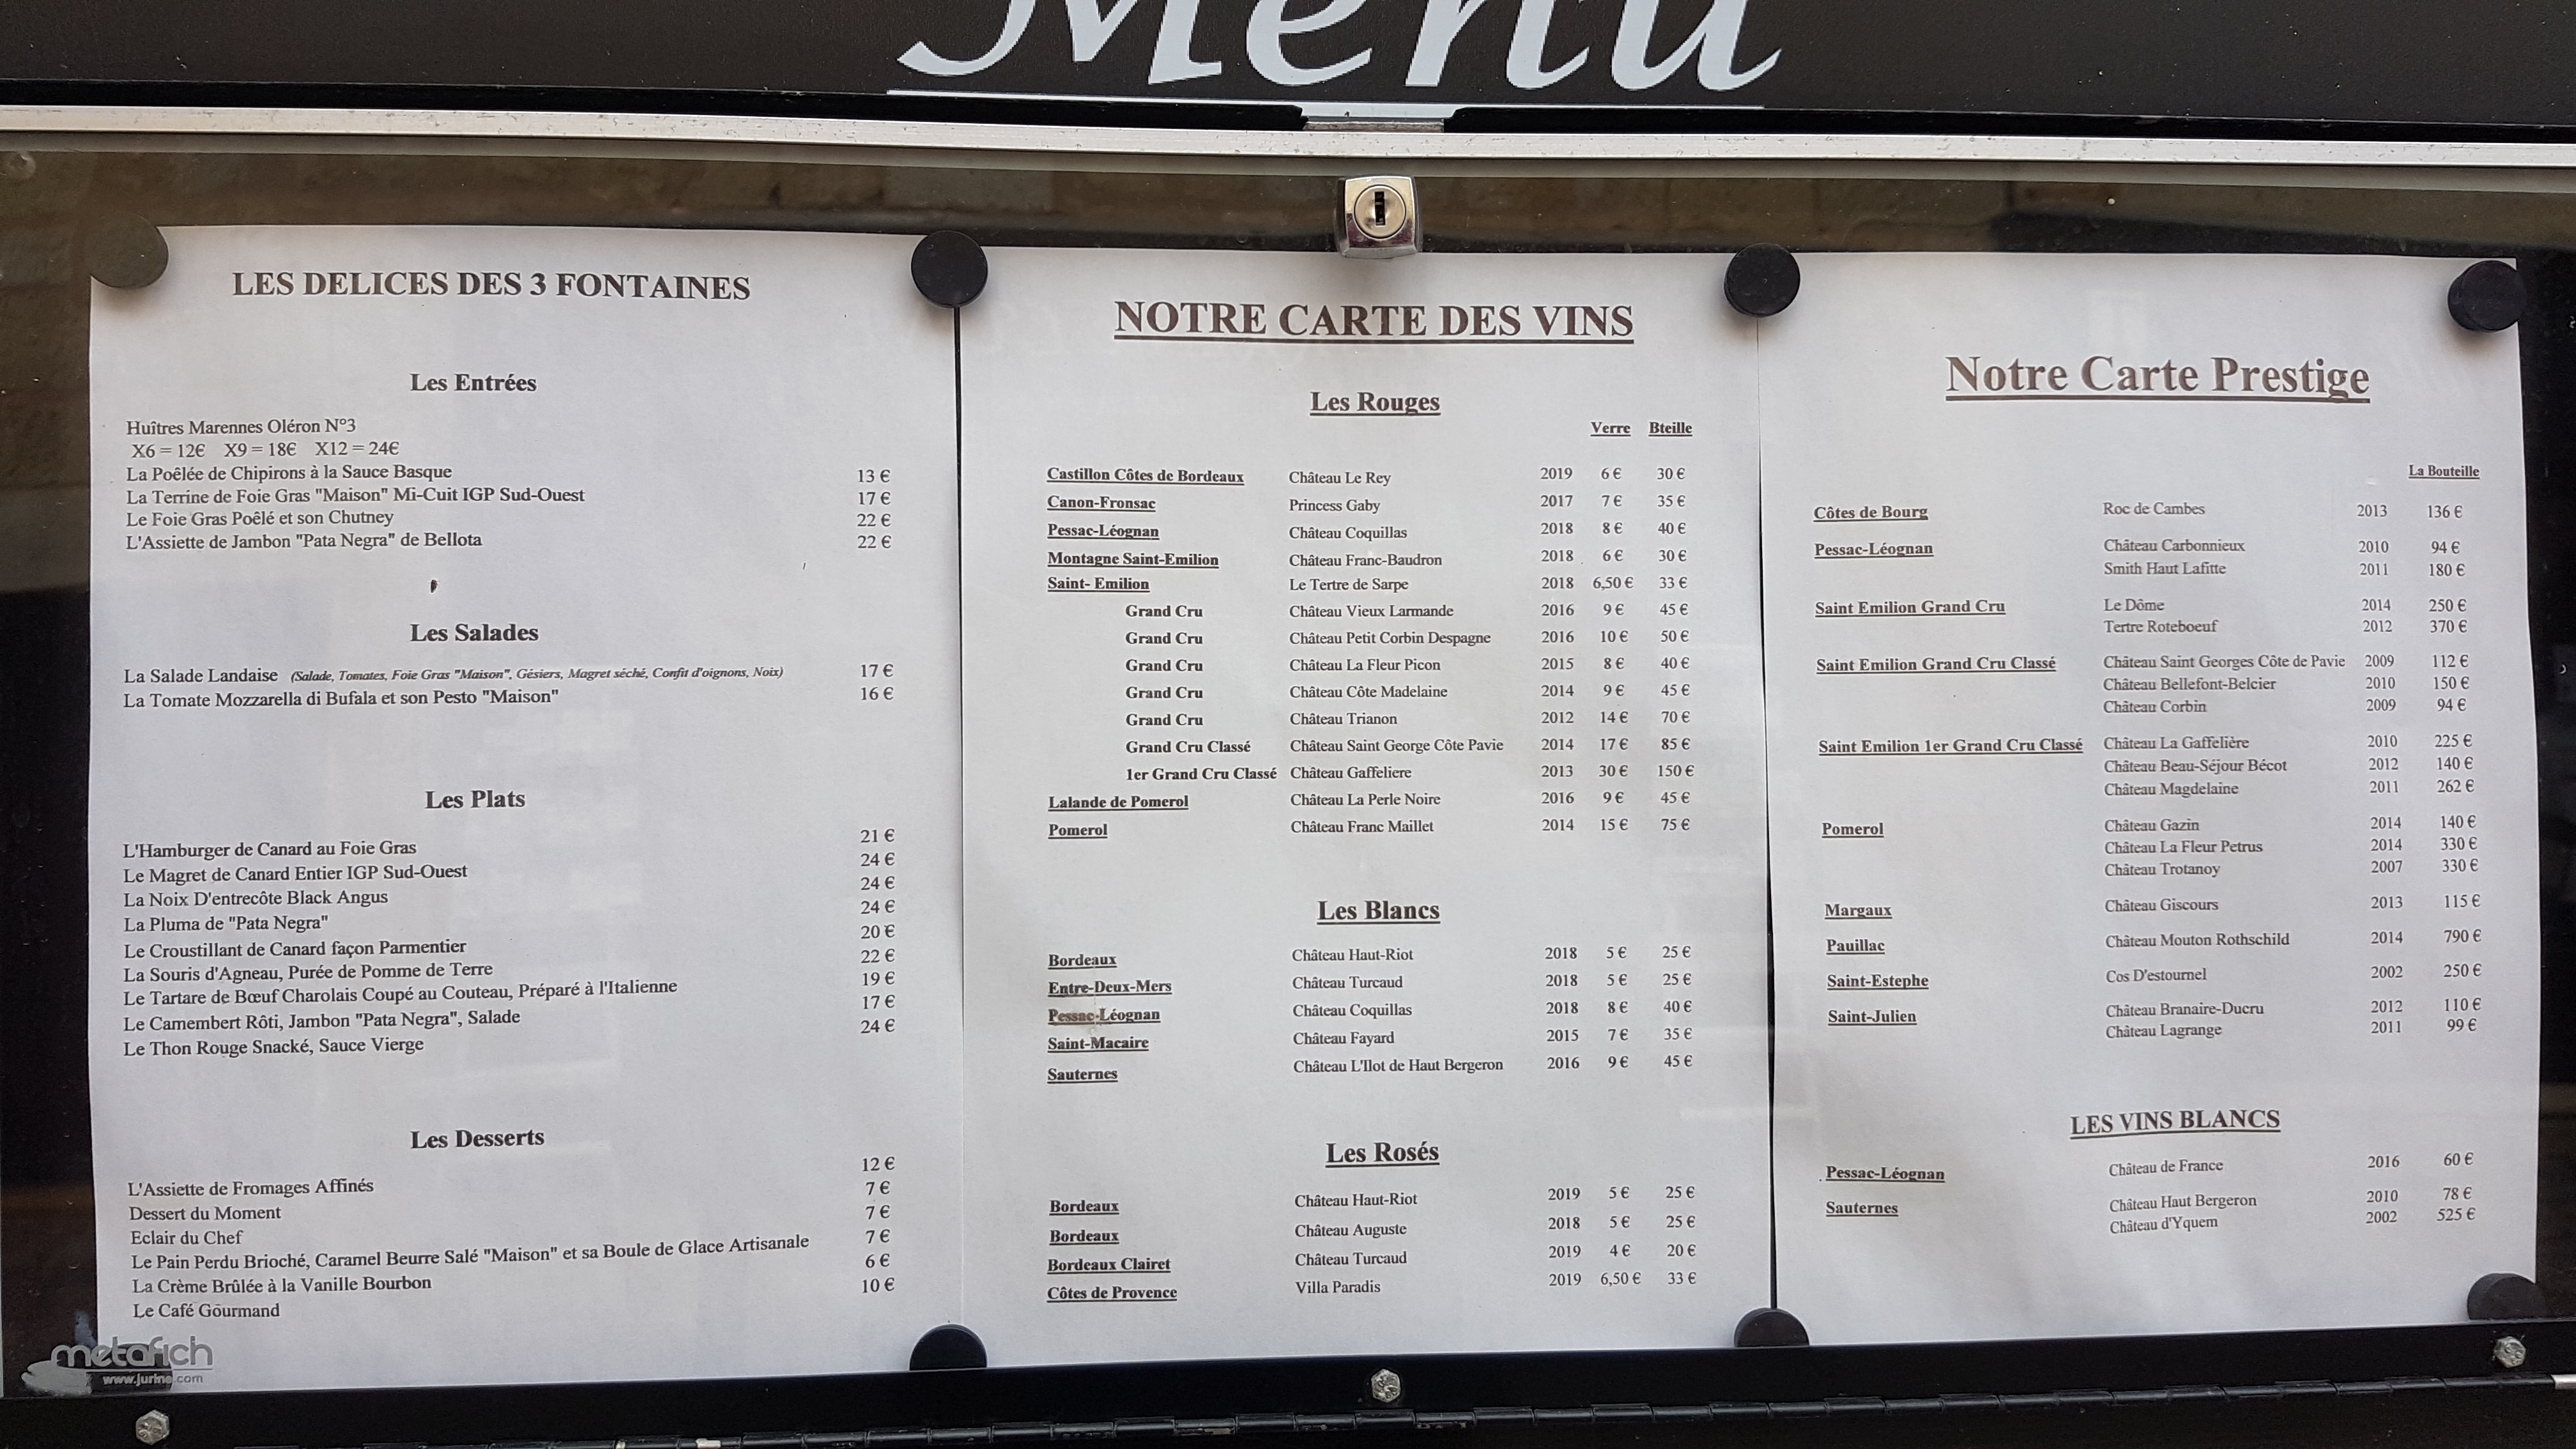 Menu
LES DELICES DES 3 FONTAINES
Les Entrées
Huîtres Marennes Oléron N°3
X6 = 12€ X9 = 18€ X12 = 24€
La Poêlée de Chipirons à la Sauce Basque 13 €
La Terrine de Foie Gras "Maison" Mi-Cuit IGP Sud-Ouest 17 €
Le Foie Gras Poêlé et son Chutney 22 €
L'Assiette de Jambon "Pata Negra" de Bellota 22 €
Les Salades
La Salade Landaise (Salade, Tomates, Foie Gras "Maison", Gésiers, Magret séché, Confit d'oignons, Noix) 17 €
La Tomate Mozzarella di Bufala et son Pesto "Maison" 16 €
Les Plats
L'Hamburger de Canard au Foie Gras 21 €
Le Magret de Canard Entier IGP Sud-Ouest 24 €
La Noix D'entrecôte Black Angus 24 €
La Pluma de "Pata Negra" 24 €
Le Croustillant de Canard façon Parmentier 20 €
La Souris d'Agneau, Purée de Pomme de Terre 22 €
Le Tartare de Bœuf Charolais Coupé au Couteau, Préparé à l'Italienne 19 €
Le Camembert Rôti, Jambon "Pata Negra", Salade 17 €
Le Thon Rouge Snacké, Sauce Vierge 24 €
Les Desserts
L'Assiette de Fromages Affinés 12 €
Dessert du Moment 7 €
Eclair du Chef 7 €
Le Pain Perdu Brioché, Caramel Beurre Salé "Maison" et sa Boule de Glace Artisanale 7 €
La Crème Brûlée à la Vanille Bourbon 6 €
Le Café Gourmand 10 €
metafich
www.jurine.com
NOTRE CARTE DES VINS
Les Rouges
Verre Bteille
Castillon Côtes de Bordeaux Château Le Rey 2019 6 € 30 €
Canon-Fronsac Princess Gaby 2017 7 € 35 €
Pessac-Léognan Château Coquillas 2018 8 € 40 €
Montagne Saint-Emilion Château Franc-Baudron 2018 6 € 30 €
Saint- Emilion Le Tertre de Sarpe 2018 6,50 € 33 €
Grand Cru Château Vieux Larmande 2016 9 € 45 €
Grand Cru Château Petit Corbin Despagne 2016 10 € 50 €
Grand Cru Château La Fleur Picon 2015 8 € 40 €
Grand Cru Château Côte Madelaine 2014 9 € 45 €
Grand Cru Château Trianon 2012 14 € 70 €
Grand Cru Classé Château Saint George Côte Pavie 2014 17 € 85 €
1er Grand Cru Classé Château Gaffeliere 2013 30 € 150 €
Lalande de Pomerol Château La Perle Noire 2016 9 € 45 €
Pomerol Château Franc Maillet 2014 15 € 75 €
Les Blancs
Bordeaux Château Haut-Riot 2018 5 € 25 €
Entre-Deux-Mers Château Turcaud 2018 5 € 25 €
Pessac-Léognan Château Coquillas 2018 8 € 40 €
Saint-Macaire Château Fayard 2015 7 € 35 €
Sauternes Château L'Ilot de Haut Bergeron 2016 9 € 45 €
Les Rosés
Bordeaux Château Haut-Riot 2019 5 € 25 €
Bordeaux Château Auguste 2018 5 € 25 €
Bordeaux Clairet Château Turcaud 2019 4 € 20 €
Côtes de Provence Villa Paradis 2019 6,50 € 33 €
Notre Carte Prestige
La Bouteille
Côtes de Bourg Roc de Cambes 2013 136 €
Pessac-Léognan Château Carbonnieux 2010 94 €
Smith Haut Lafitte 2011 180 €
Saint Emilion Grand Cru Le Dôme 2014 250 €
Tertre Roteboeuf 2012 370 €
Saint Emilion Grand Cru Classé Château Saint Georges Côte de Pavie 2009 112 €
Château Bellefont-Belcier 2010 150 €
Château Corbin 2009 94 €
Saint Emilion 1er Grand Cru Classé Château La Gaffelière 2010 225 €
Château Beau-Séjour Bécot 2012 140 €
Château Magdelaine 2011 262 €
Pomerol Château Gazin 2014 140 €
Château La Fleur Petrus 2014 330 €
Château Trotanoy 2007 330 €
Margaux Château Giscours 2013 115 €
Pauillac Château Mouton Rothschild 2014 790 €
Saint-Estephe Cos D'estournel 2002 250 €
Saint-Julien Château Branaire-Ducru 2012 110 €
Château Lagrange 2011 99 €
LES VINS BLANCS
Pessac-Léognan Château de France 2016 60 €
Sauternes Château Haut Bergeron 2010 78 €
Château d'Yquem 2002 525 €